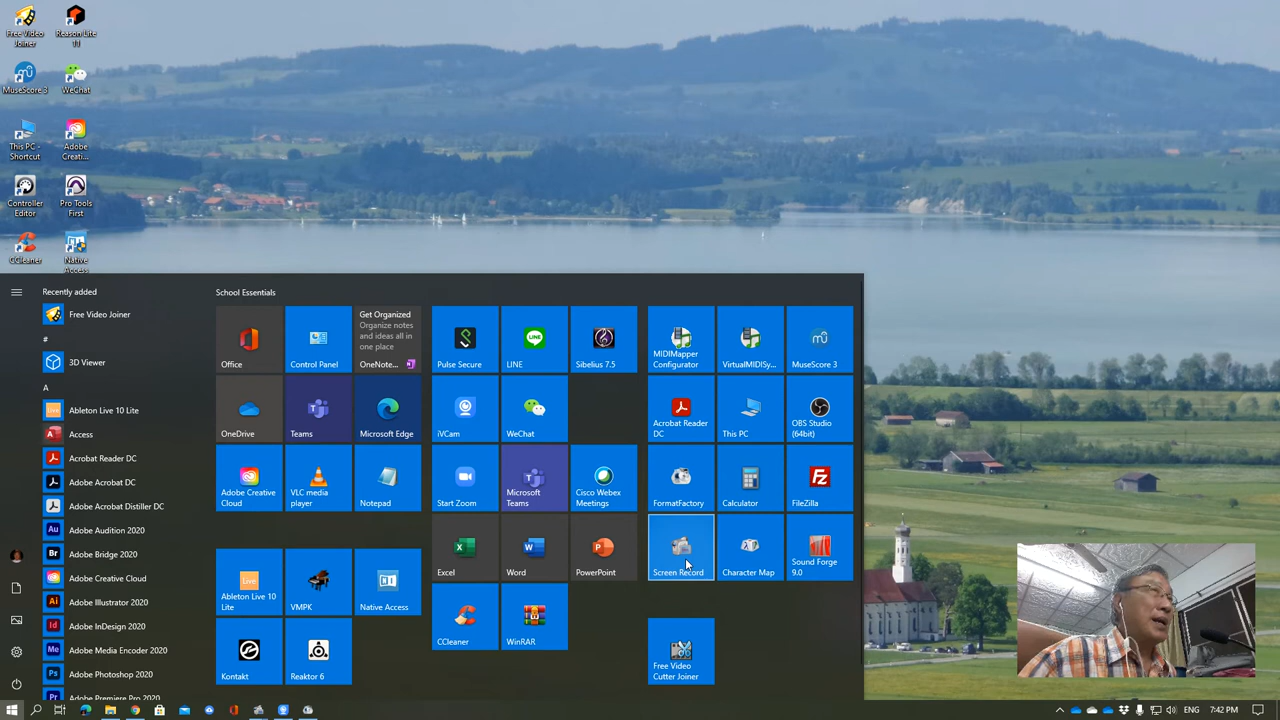 Free Video
Joiner
Reason Lite
11
MuseScore 3
WeChat
This PC -
Shortcut
Adobe
Creati...
Controller
Editor
Pro Tools
First
CCleaner
Native
Access
Recently added
Free Video Joiner
#
3D Viewer
A
Ableton Live 10 Lite
Access
Acrobat Reader DC
Adobe Acrobat DC
Adobe Acrobat Distiller DC
Adobe Audition 2020
Adobe Bridge 2020
Adobe Creative Cloud
Adobe Illustrator 2020
Adobe InDesign 2020
Adobe Media Encoder 2020
Adobe Photoshop 2020
Adobe Premiere Pro 2020
School Essentials
Office
Control Panel
Get Organized
Organize notes
and ideas all in
one place
OneNote...
Pulse Secure
LINE
Sibelius 7.5
MIDIMapper
Configurator
VirtualMIDISy...
MuseScore 3
OneDrive
Teams
Microsoft Edge
iVCam
WeChat
Acrobat Reader
DC
This PC
OBS Studio
(64bit)
Adobe Creative
Cloud
VLC media
player
Notepad
Start Zoom
Microsoft
Teams
Cisco Webex
Meetings
FormatFactory
Calculator
FileZilla
Excel
Word
PowerPoint
Screen Record
Character Map
Sound Forge
9.0
Ableton Live 10
Lite
VMPK
Native Access
CCleaner
WinRAR
Kontakt
Reaktor 6
Free Video
Cutter Joiner
ENG
7:42 PM